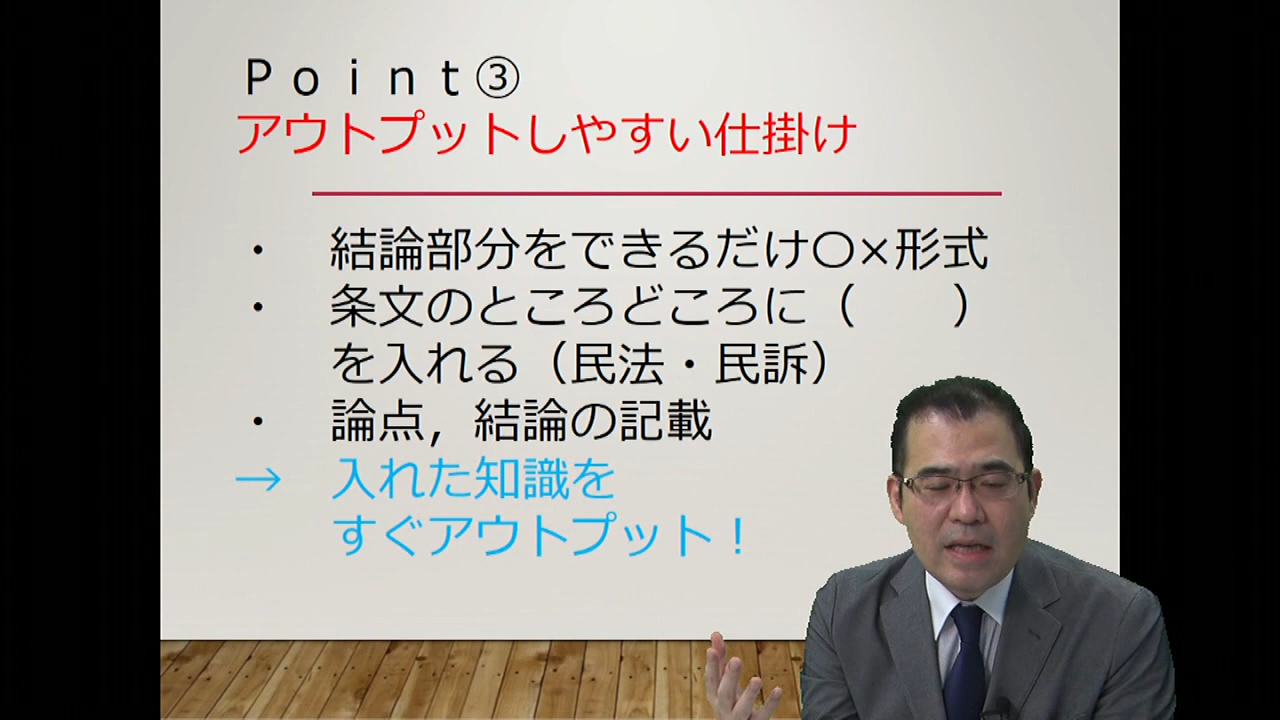 Ｐｏｉｎｔ③
アウトプットしやすい仕掛け
・　結論部分をできるだけ〇×形式
・　条文のところどころに（　　）
を入れる（民法・民訴）
・　論点，結論の記載
→　入れた知識を
すぐアウトプット！